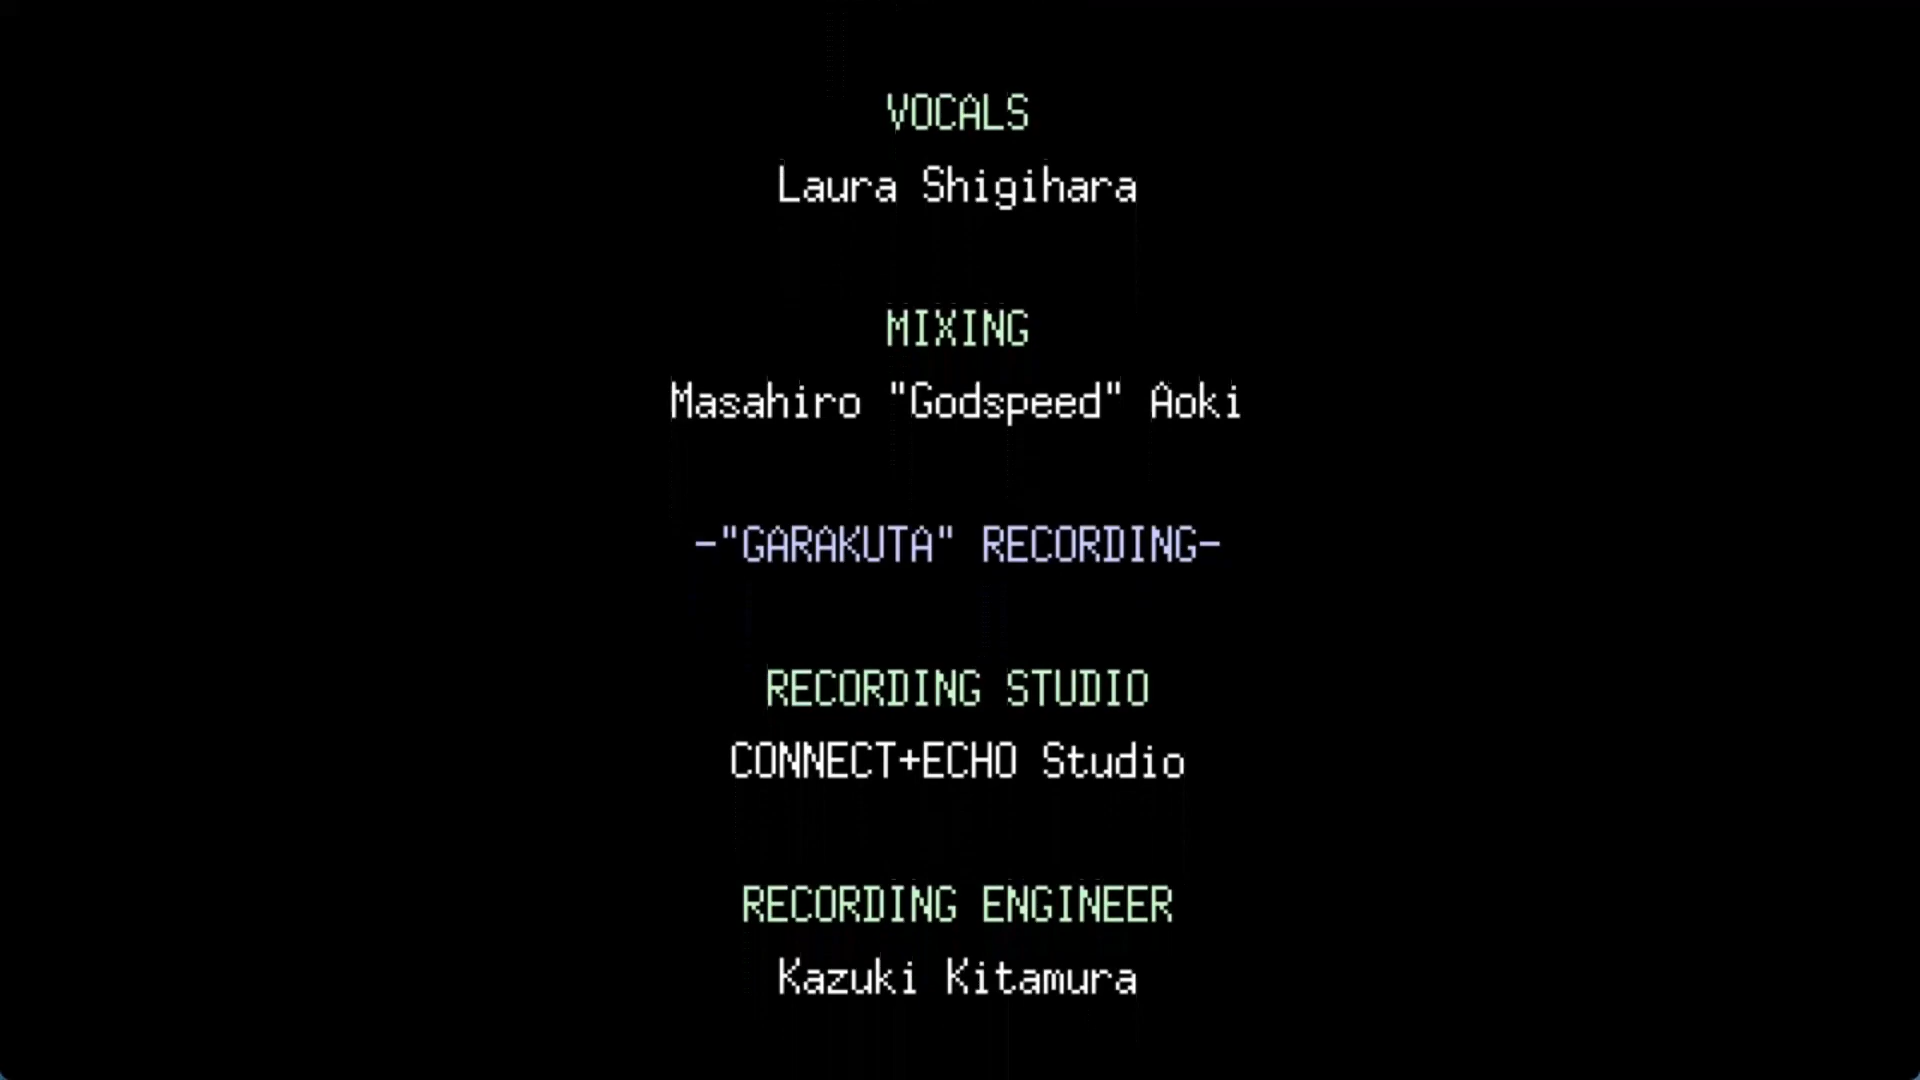 VOCALS
Laura Shigihara
MIXING
Masahiro "Godspeed" Aoki
-"GARAKUTA" RECORDING-
RECORDING STUDIO
CONNECT+ECHO Studio
RECORDING ENGINEER
Kazuki Kitamura